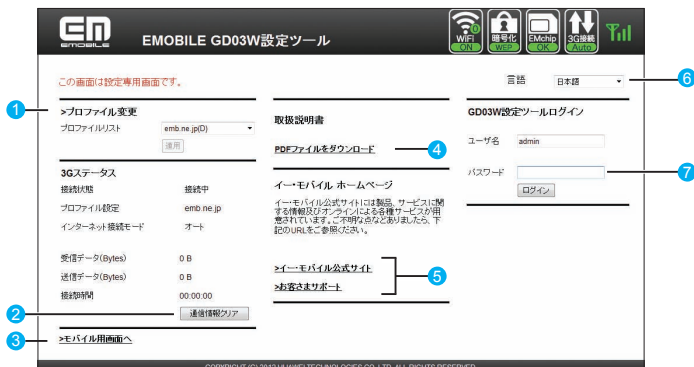 EM
EMOBILE
EMOBILE GD03W設定ツール
WiFi
0
ON
暗号化
WEP
EMchip
OK
3G接続
Auto
この画面は設定専用画面です。
言語
日本語
6
1
>プロファイル変更
プロファイルリスト
emb.ne.jp(D)
適用
3Gステータス
接続状態
接続中
プロファイル設定
emb.ne.jp
インターネット接続モード
オート
受信データ(Bytes)
0 B
送信データ(Bytes)
0 B
接続時間
00:00:00
2
通信情報クリア
3
>モバイル用画面へ
取扱説明書
PDFファイルをダウンロード
4
イー・モバイル ホームページ
イー・モバイル公式サイトには製品、サービスに関
する情報及びオンラインによる各種サービスが用
意されています。ご不明な点などありましたら、下
記のURLをご参照ください。
>イー・モバイル公式サイト
>お客さまサポート
5
GD03W設定ツールログイン
ユーザ名
admin
パスワード
7
ログイン
COPYRIGHT (C) 2012 HUAWEI TECHNOLOGIES CO., LTD. ALL RIGHTS RESERVED.